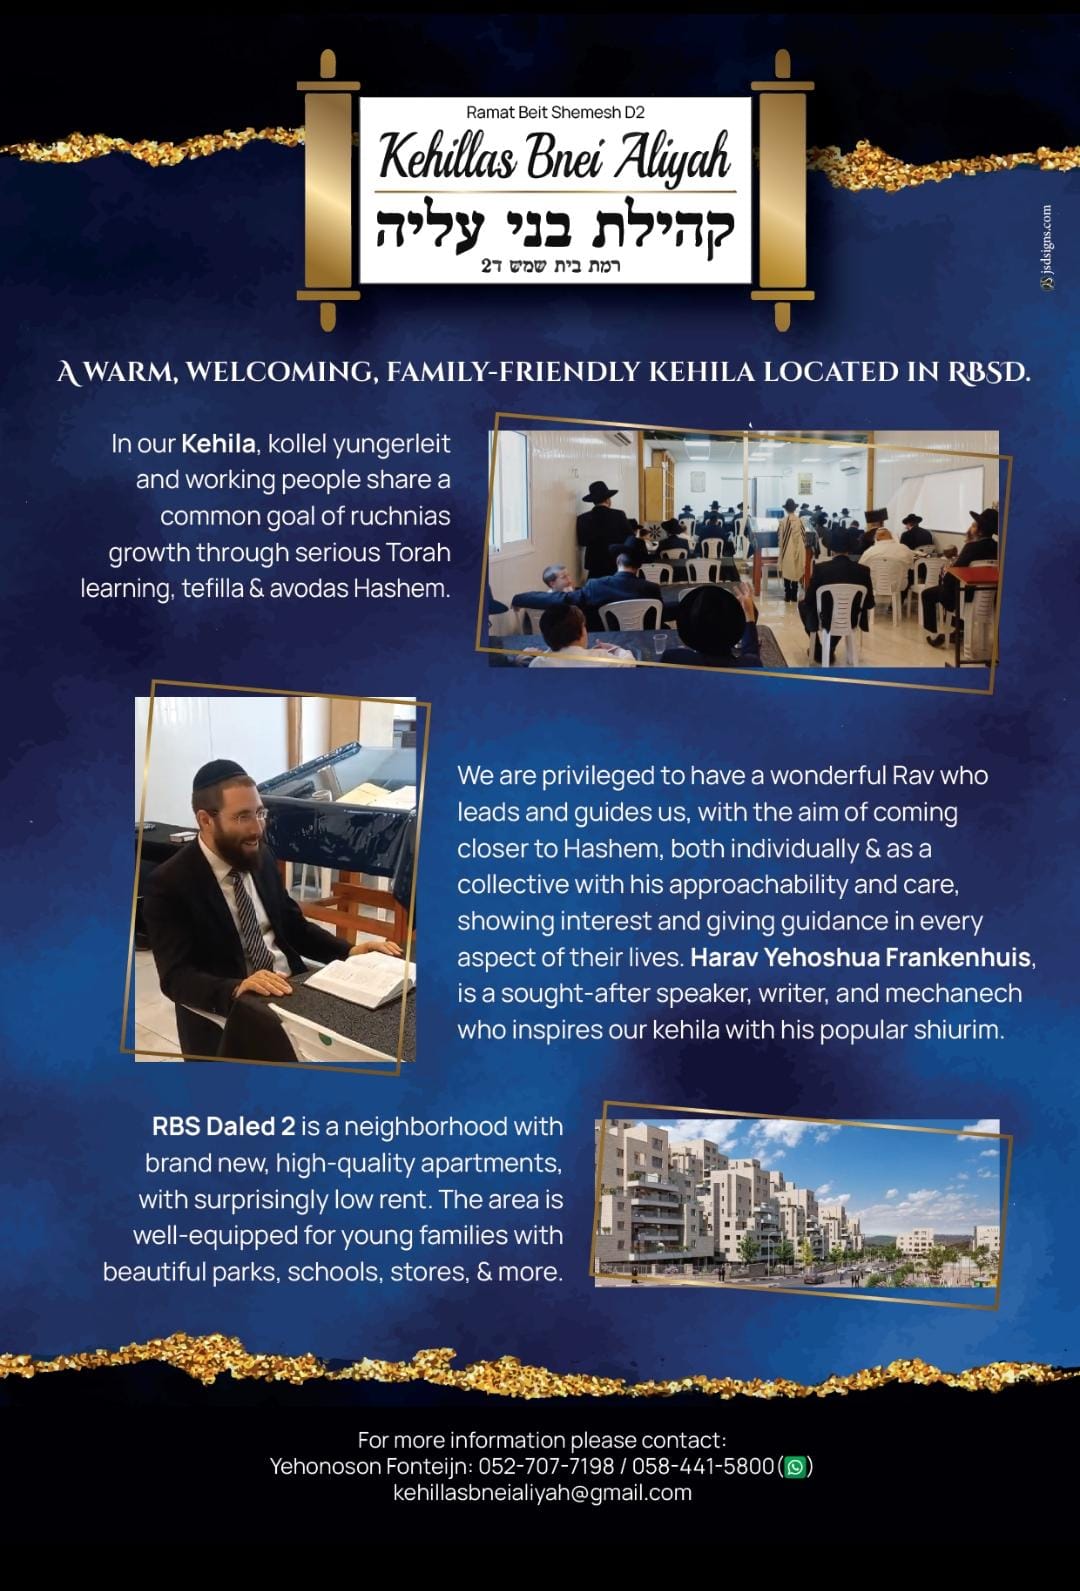 Ramat Beit Shemesh D2
Kehillas Bnei Aliyah
קהילת בני עליה
רמת בית שמש ד2
jsdsigns.com
A WARM, WELCOMING, FAMILY-FRIENDLY KEHILA LOCATED IN RBSD.
In our Kehila, kollel yungerleit
and working people share a
common goal of ruchnias
growth through serious Torah
learning, tefilla & avodas Hashem.
We are privileged to have a wonderful Rav who
leads and guides us, with the aim of coming
closer to Hashem, both individually & as a
collective with his approachability and care,
showing interest and giving guidance in every
aspect of their lives. Harav Yehoshua Frankenhuis,
is a sought-after speaker, writer, and mechanech
who inspires our kehila with his popular shiurim.
RBS Daled 2 is a neighborhood with
brand new, high-quality apartments,
with surprisingly low rent. The area is
well-equipped for young families with
beautiful parks, schools, stores, & more.
For more information please contact:
Yehonoson Fonteijn: 052-707-7198 / 058-441-5800()
kehillasbneialiyah@gmail.com